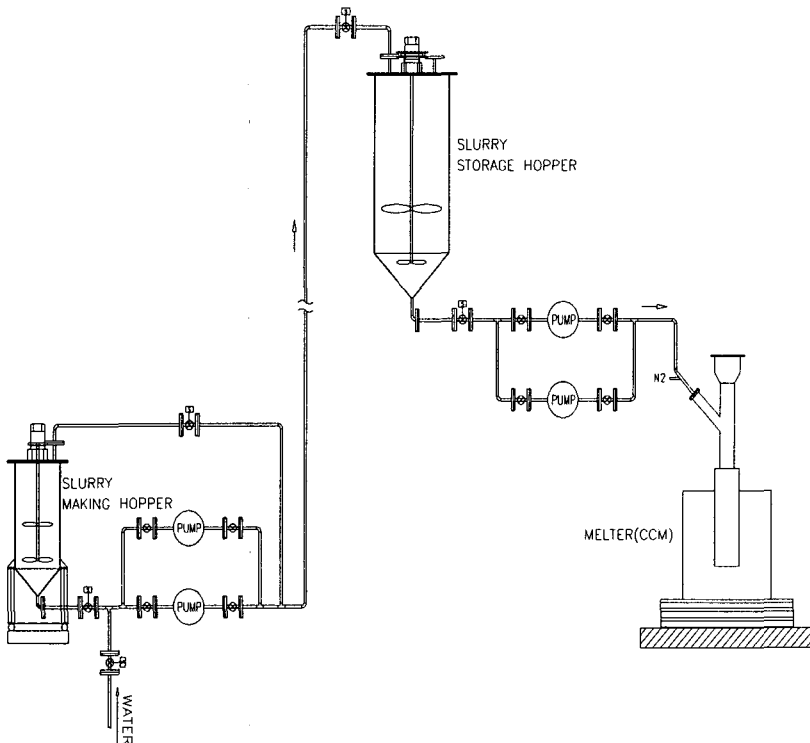 S
SLURRY
STORAGE HOPPER
S
PUMP
PUMP
N2
S
SLURRY
MAKING HOPPER
PUMP
MELTER(CCM)
S
PUMP
S
WATER